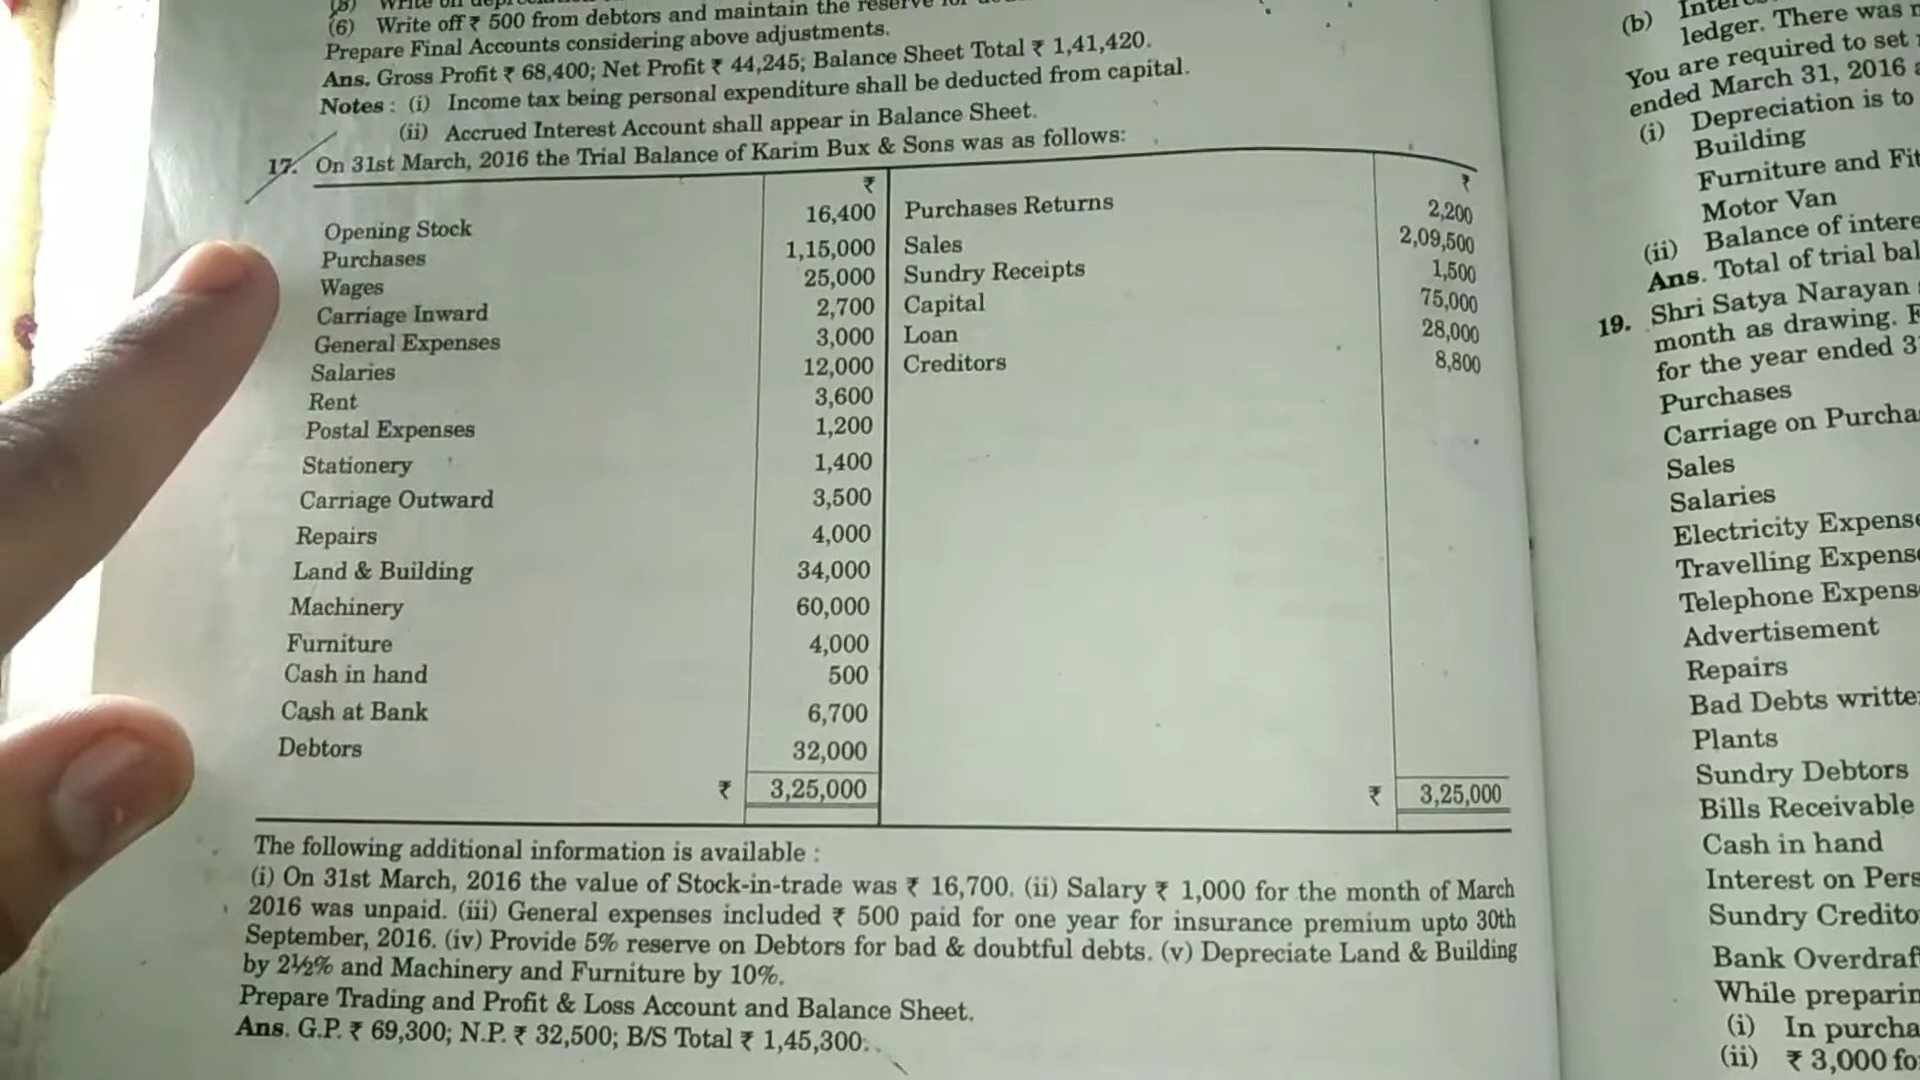 (6) Write off ₹ 500 from debtors and maintain the
Prepare Final Accounts considering above adjustments.
Ans. Gross Profit ₹ 68,400; Net Profit ₹ 44,245; Balance Sheet Total ₹ 1,41,420.
Notes : (i) Income tax being personal expenditure shall be deducted from capital.
(ii) Accrued Interest Account shall appear in Balance Sheet.
17. On 31st March, 2016 the Trial Balance of Karim Bux & Sons was as follows:
₹ ₹
Opening Stock 16,400 Purchases Returns 2,200
Purchases 1,15,000 Sales 2,09,500
Wages 25,000 Sundry Receipts 1,500
Carriage Inward 2,700 Capital 75,000
General Expenses 3,000 Loan 28,000
Salaries 12,000 Creditors 8,800
Rent 3,600
Postal Expenses 1,200
Stationery 1,400
Carriage Outward 3,500
Repairs 4,000
Land & Building 34,000
Machinery 60,000
Furniture 4,000
Cash in hand 500
Cash at Bank 6,700
Debtors 32,000
₹ 3,25,000 ₹ 3,25,000
The following additional information is available :
(i) On 31st March, 2016 the value of Stock-in-trade was ₹ 16,700. (ii) Salary ₹ 1,000 for the month of March
2016 was unpaid. (iii) General expenses included ₹ 500 paid for one year for insurance premium upto 30th
September, 2016. (iv) Provide 5% reserve on Debtors for bad & doubtful debts. (v) Depreciate Land & Building
by 2½% and Machinery and Furniture by 10%.
Prepare Trading and Profit & Loss Account and Balance Sheet.
Ans. G.P. ₹ 69,300; N.P. ₹ 32,500; B/S Total ₹ 1,45,300.
(b)
ledger. There was
You are required to set
ended March 31, 2016
(i) Depreciation is to
Building
Furniture and
Motor Van
(ii) Balance of
Ans. Total of trial
19. Shri Satya Narayan
month as drawing.
for the year ended
Purchases
Carriage on
Sales
Salaries
Electricity
Travelling
Telephone
Advertisement
Repairs
Bad Debts
Plants
Sundry Debtors
Bills Receivable
Cash in hand
Interest on
Sundry
Bank
While
(i) In
(ii) ₹ 3,000